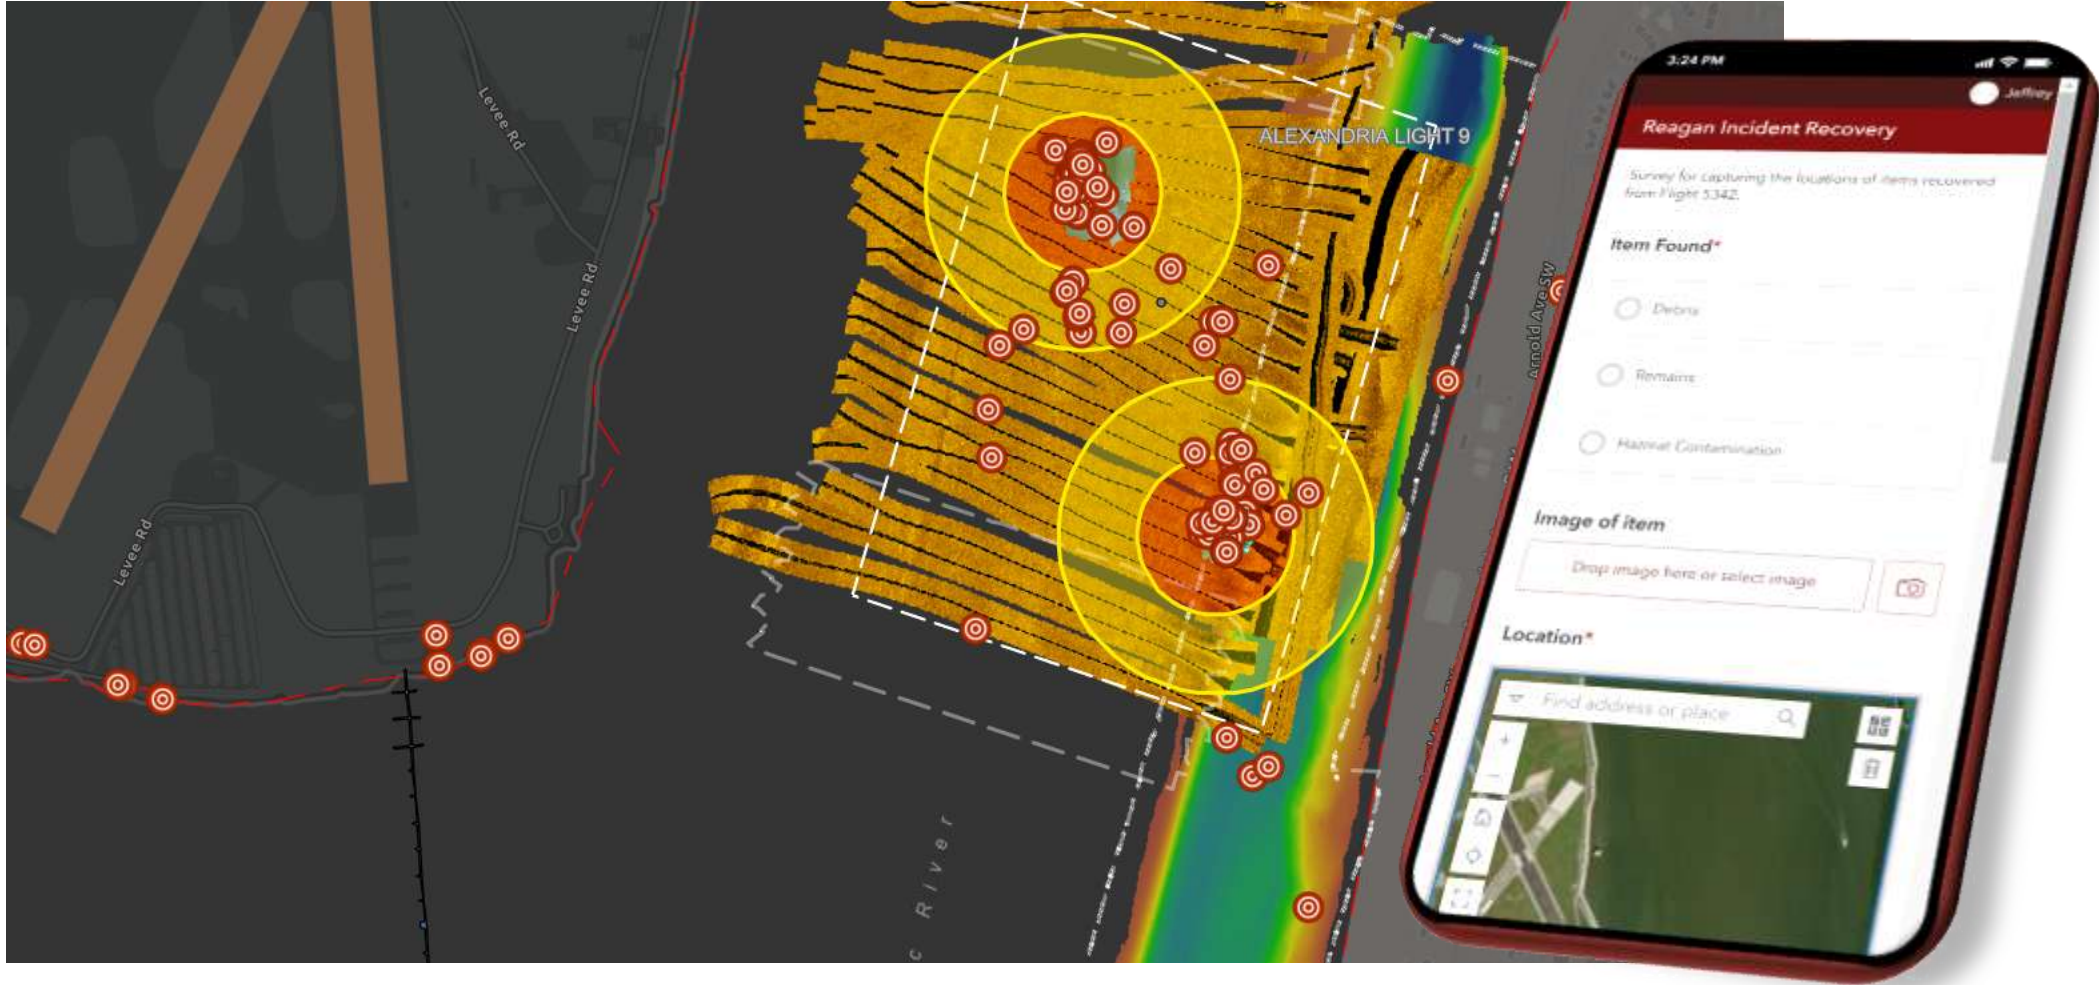 Levee Rd
Levee Rd
Levee Rd
ALEXANDRIA LIGHT 9
Arnold Ave SW
c River
3:24 PM
Jeffrey
Reagan Incident Recovery
Survey for capturing the locations of items recovered
from Flight 5342.
Item Found*
Debris
Remains
Hazmat Contamination
Image of item
Drop image here or select image
Location*
Find address or place
+
−